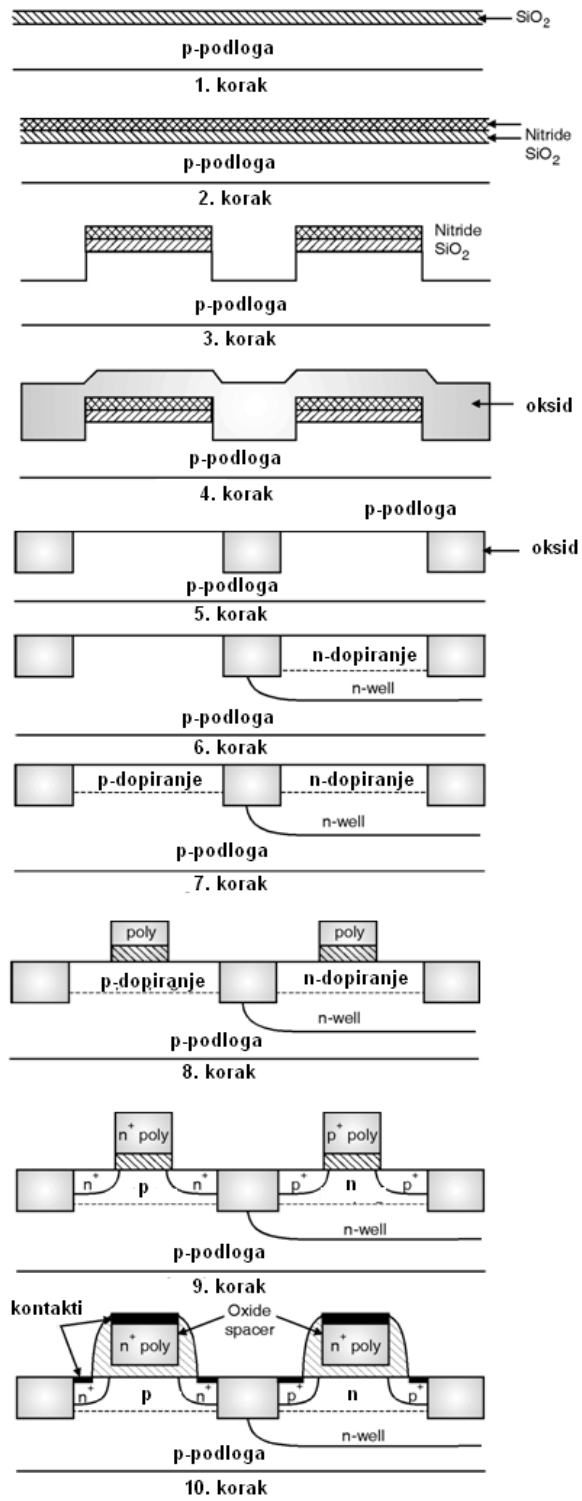 SiO2
p-podloga
1. korak
Nitride
SiO2
p-podloga
2. korak
Nitride
SiO2
p-podloga
3. korak
oksid
p-podloga
4. korak
p-podloga
oksid
p-podloga
5. korak
n-dopiranje
n-well
p-podloga
6. korak
p-dopiranje n-dopiranje
n-well
p-podloga
7. korak
poly poly
p-dopiranje n-dopiranje
n-well
p-podloga
8. korak
n+ poly p+ poly
n+ p n+ p+ n p+
n-well
p-podloga
9. korak
kontakti
Oxide
spacer
n+ poly n+ poly
n+ p n+ p+ n p+
n-well
p-podloga
10. korak